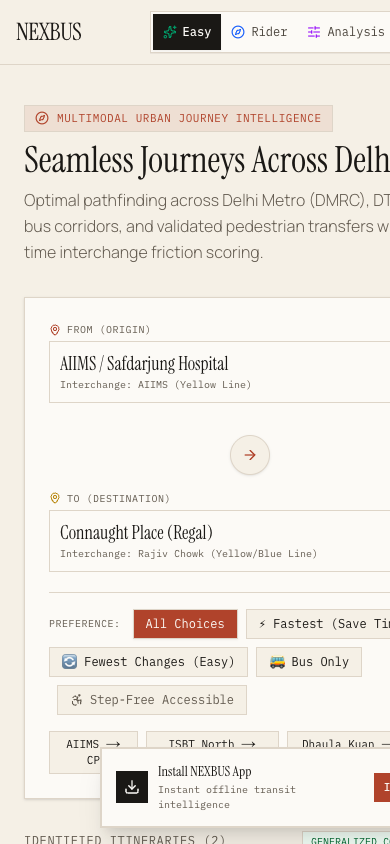 NEXBUS
Easy
Rider
Analysis
MULTIMODAL URBAN JOURNEY INTELLIGENCE
Seamless Journeys Across Delh
Optimal pathfinding across Delhi Metro (DMRC), DT
bus corridors, and validated pedestrian transfers w
time interchange friction scoring.
FROM (ORIGIN)
AIIMS / Safdarjung Hospital
Interchange: AIIMS (Yellow Line)
TO (DESTINATION)
Connaught Place (Regal)
Interchange: Rajiv Chowk (Yellow/Blue Line)
PREFERENCE:
All Choices
⚡ Fastest (Save Tim
🔄 Fewest Changes (Easy)
🚌 Bus Only
♿ Step-Free Accessible
AIIMS →
CP
ISBT North →
Dhaula Kuan →
Install NEXBUS App
Instant offline transit
intelligence
IDENTIFIED ITINERARIES (2)
GENERALIZED CO